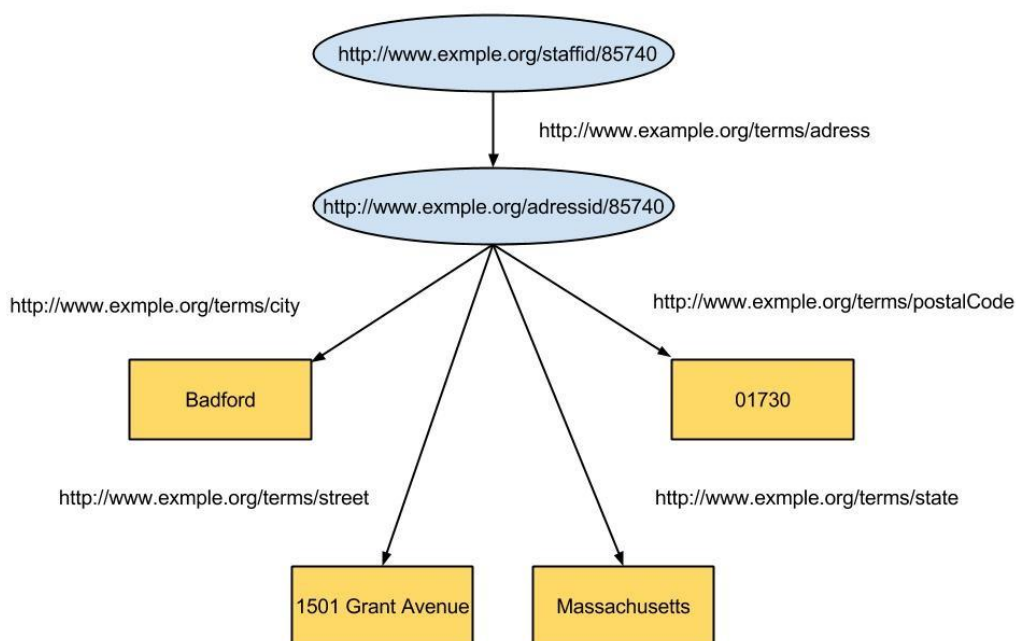 http://www.exmple.org/staffid/85740
http://www.example.org/terms/adress
http://www.exmple.org/adressid/85740
http://www.exmple.org/terms/city
http://www.exmple.org/terms/postalCode
Badford
01730
http://www.exmple.org/terms/street
http://www.exmple.org/terms/state
1501 Grant Avenue
Massachusetts